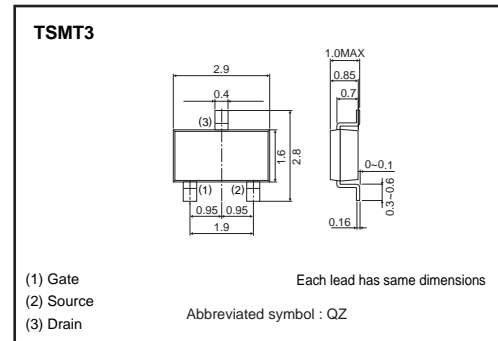 TSMT3
1.0MAX
2.9
0.85
0.4
0.7
(3)
1.6
2.8
0~0.1
(1)
(2)
0.3~0.6
0.95
0.95
0.16
1.9
(1) Gate
Each lead has same dimensions
(2) Source
(3) Drain
Abbreviated symbol : QZ